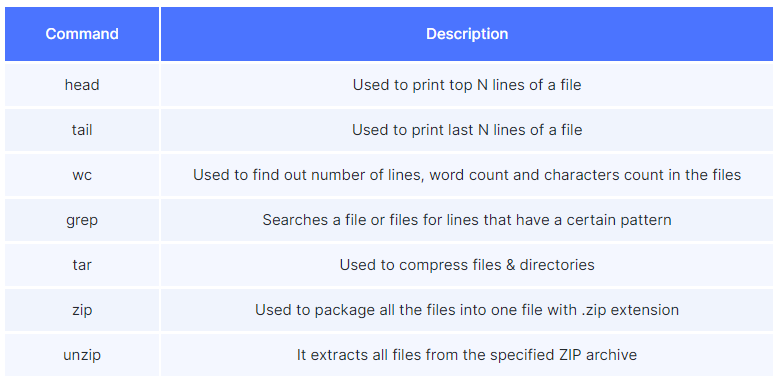 Command Description
head Used to print top N lines of a file
tail Used to print last N lines of a file
wc Used to find out number of lines, word count and characters count in the files
grep Searches a file or files for lines that have a certain pattern
tar Used to compress files & directories
zip Used to package all the files into one file with .zip extension
unzip It extracts all files from the specified ZIP archive